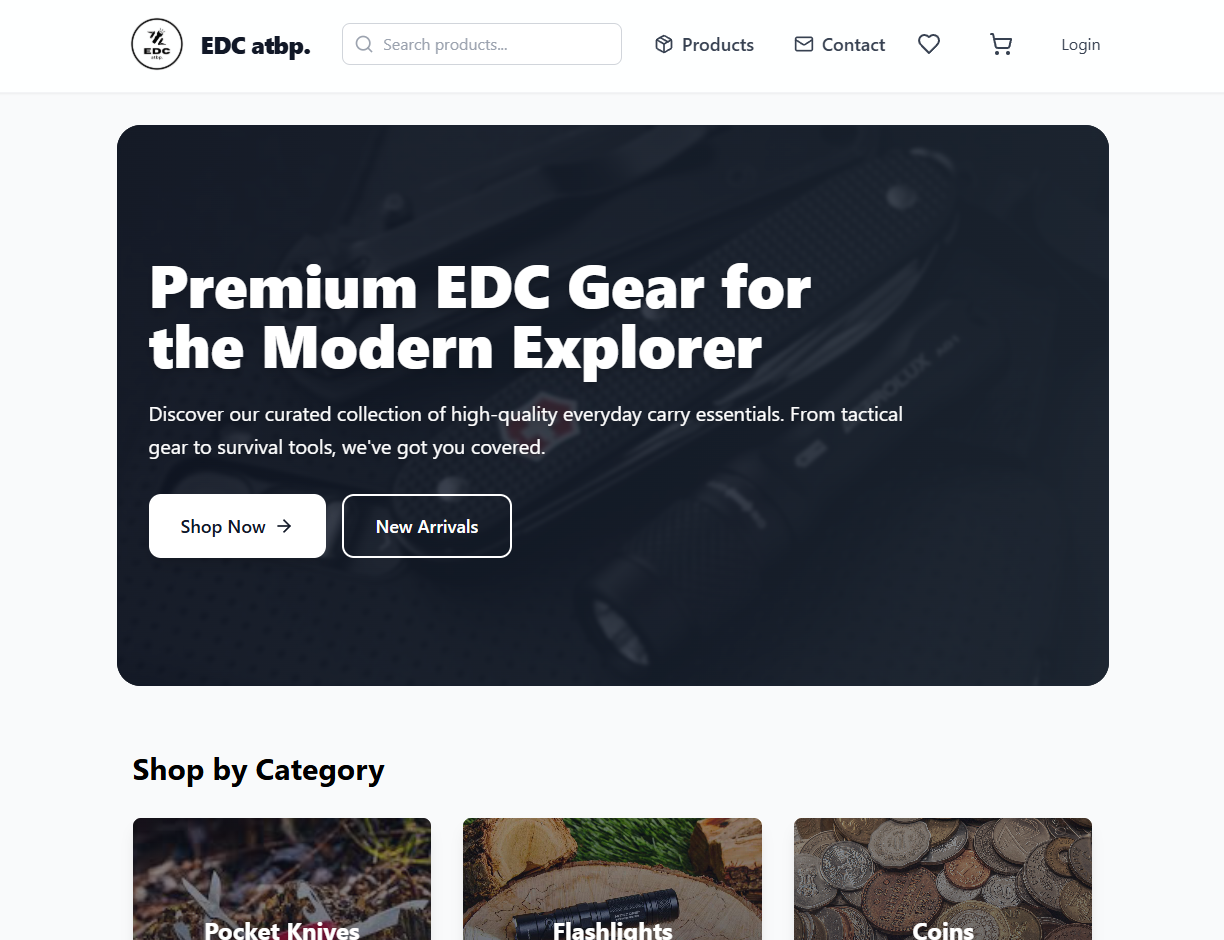 EDC
atbp.
EDC atbp.
Search products...
Products
Contact
Login
Premium EDC Gear for
the Modern Explorer
Discover our curated collection of high-quality everyday carry essentials. From tactical
gear to survival tools, we've got you covered.
Shop Now
New Arrivals
Shop by Category
Pocket Knives
Flashlights
Coins